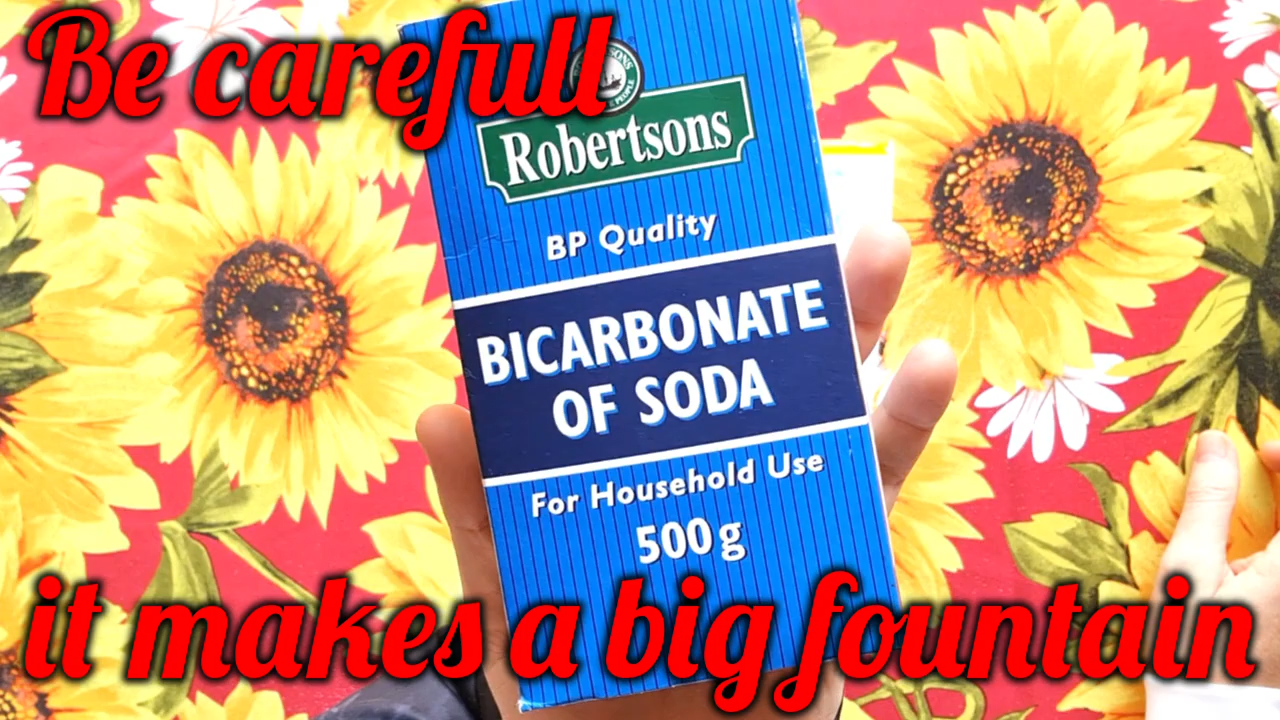 Be carefull
Robertsons
BP Quality
BICARBONATE
OF SODA
For Household Use
500g
it makes a big fountain